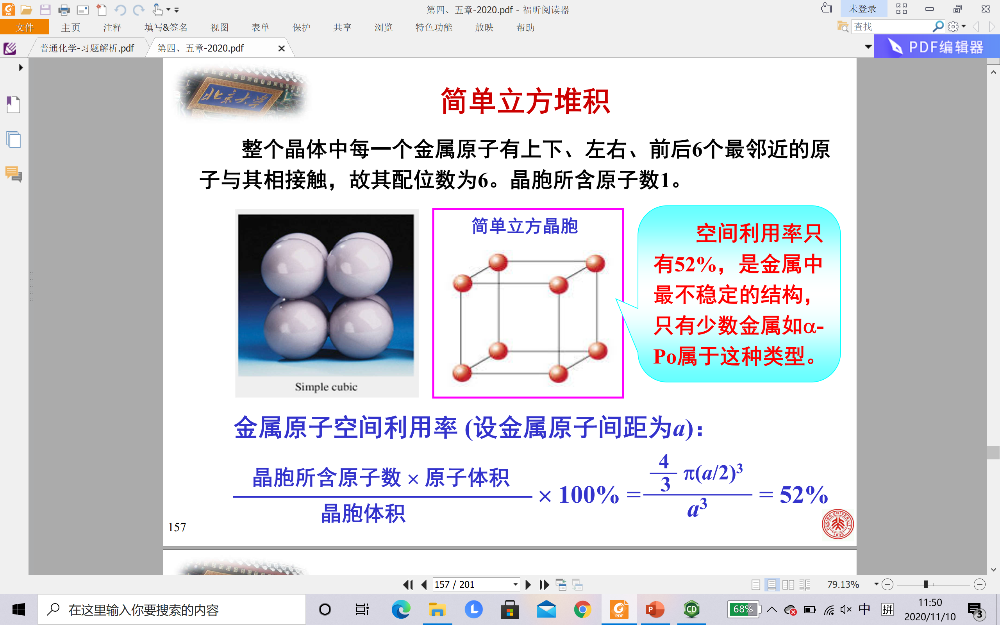 第四、五章-2020.pdf - 福昕阅读器
未登录
文件 主页 注释 填写&签名 视图 表单 保护 共享 浏览 特色功能 放映 帮助
查找
普通化学-习题解析.pdf
第四、五章-2020.pdf
PDF编辑器
北京大学
简单立方堆积
整个晶体中每一个金属原子有上下、左右、前后6个最邻近的原
子与其相接触，故其配位数为6。晶胞所含原子数1。
Simple cubic
简单立方晶胞
空间利用率只
有52%，是金属中
最不稳定的结构，
只有少数金属如α-
Po属于这种类型。
金属原子空间利用率 (设金属原子间距为a)：
晶胞所含原子数 × 原子体积
晶胞体积
× 100% =
4
3
π(a/2)³
a³
= 52%
157
PEKING UNIVERSITY
1898
157 / 201
79.13%
在这里输入你要搜索的内容
68%
中
拼
11:50
2020/11/10
3